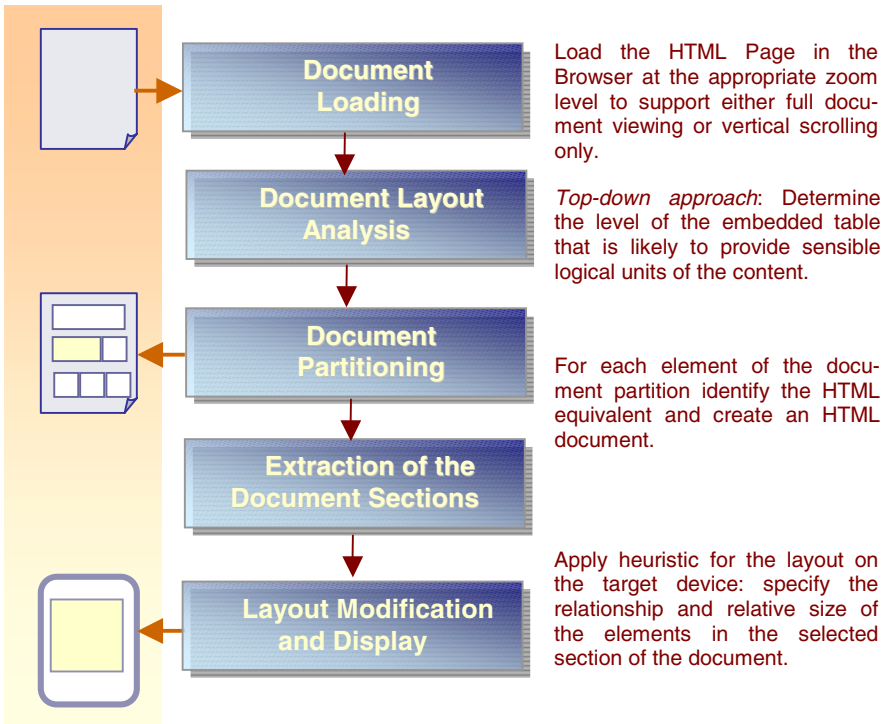 Document
Loading
Load the HTML Page in the
Browser at the appropriate zoom
level to support either full docu-
ment viewing or vertical scrolling
only.
Document Layout
Analysis
Top-down approach: Determine
the level of the embedded table
that is likely to provide sensible
logical units of the content.
Document
Partitioning
For each element of the docu-
ment partition identify the HTML
equivalent and create an HTML
document.
Extraction of the
Document Sections
Layout Modification
and Display
Apply heuristic for the layout on
the target device: specify the
relationship and relative size of
the elements in the selected
section of the document.